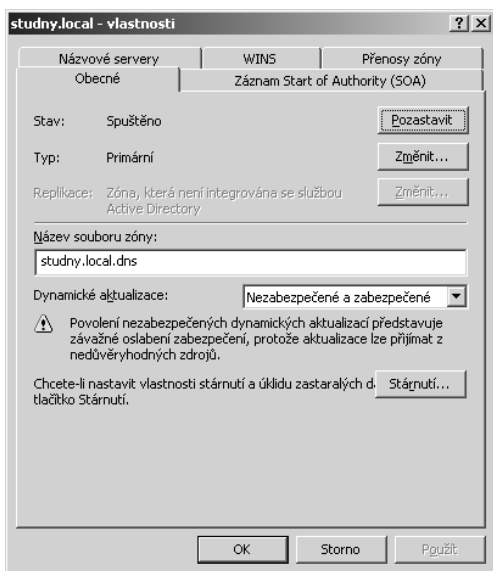 studny.local - vlastnosti
Názvové servery
WINS
Přenosy zóny
Obecné
Záznam Start of Authority (SOA)
Stav:
Spuštěno
Pozastavit
Typ:
Primární
Změnit...
Replikace:
Zóna, která není integrována se službou
Active Directory
Změnit...
Název souboru zóny:
studny.local.dns
Dynamické aktualizace:
Nezabezpečené a zabezpečené
Povolení nezabezpečených dynamických aktualizací představuje
závažné oslabení zabezpečení, protože aktualizace lze přijímat z
nedůvěryhodných zdrojů.
Chcete-li nastavit vlastnosti stárnutí a úklidu zastaralých
tlačítko Stárnutí.
Stárnutí...
OK
Storno
Použít